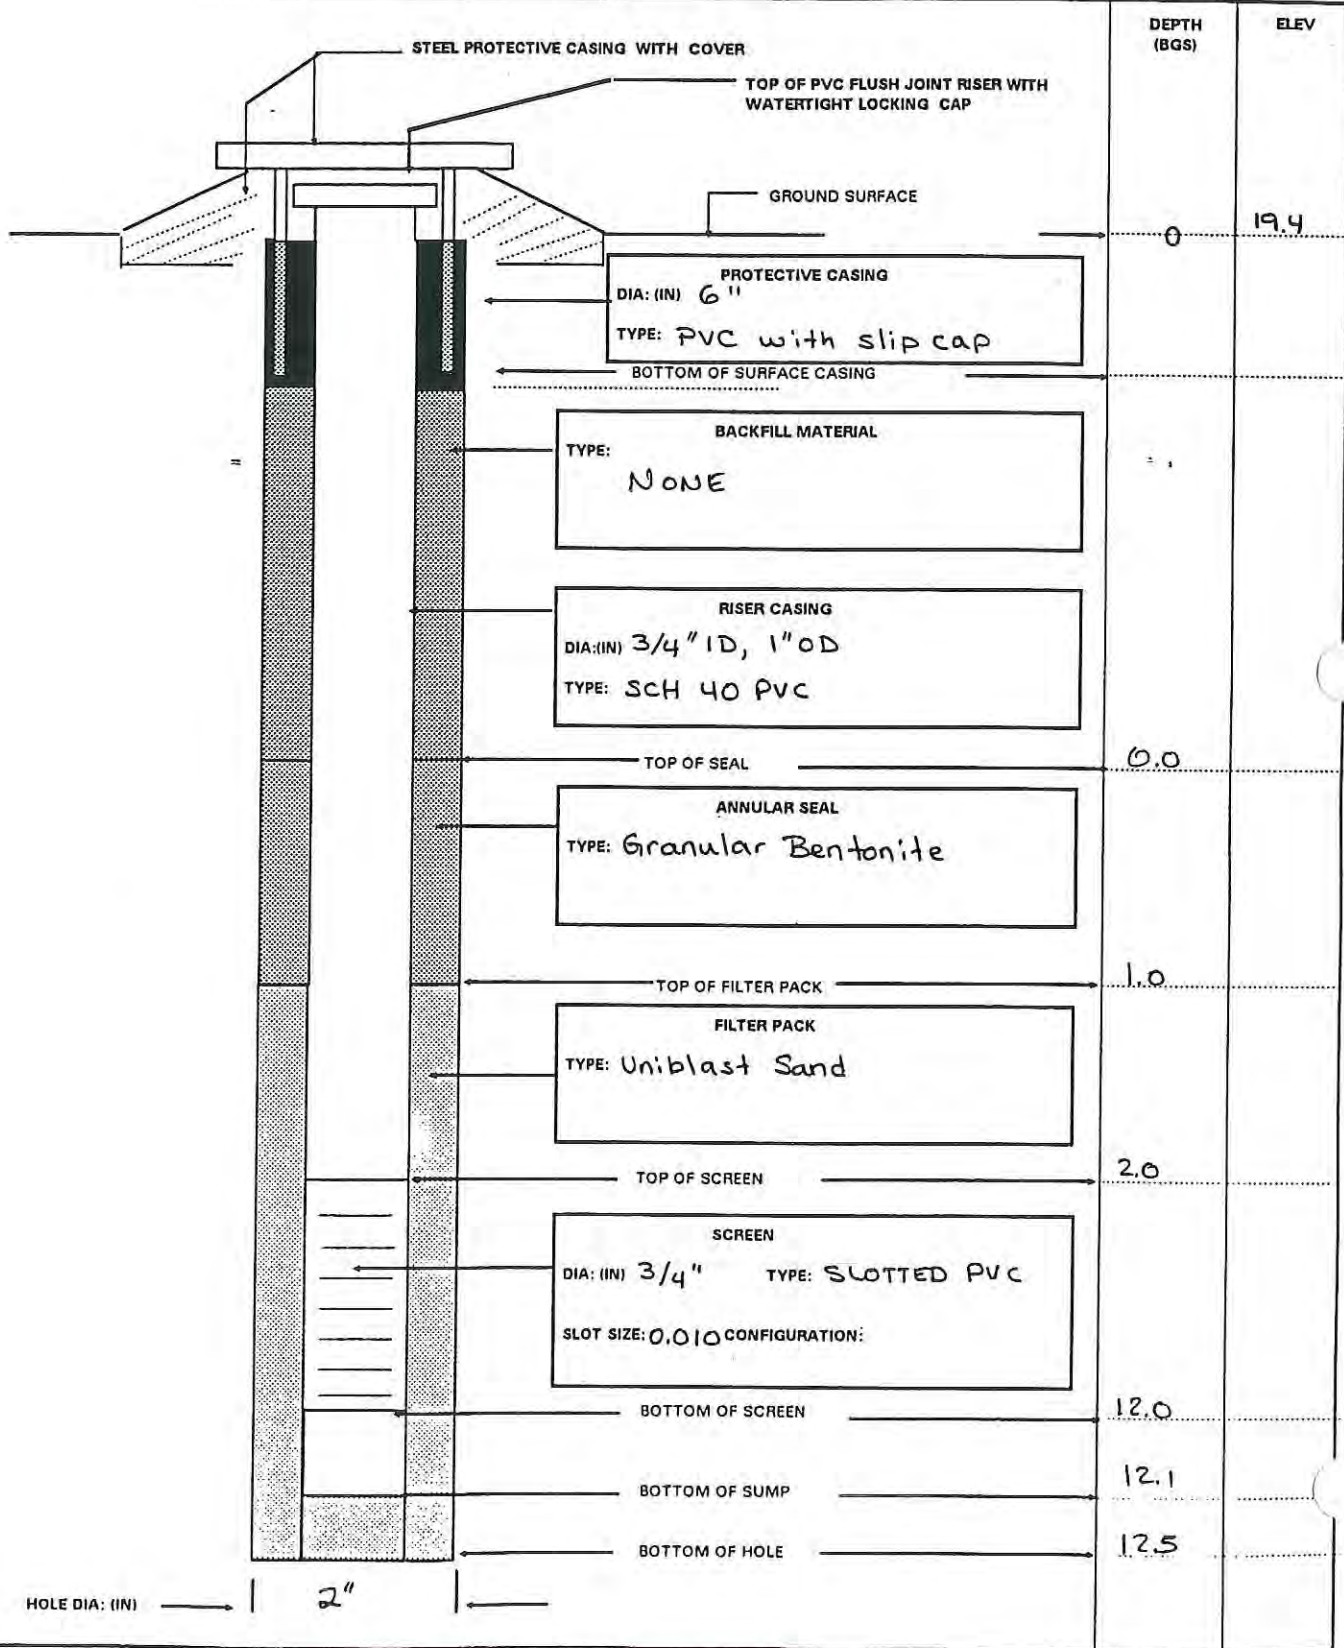 DEPTH
(BGS)
ELEV
STEEL PROTECTIVE CASING WITH COVER
TOP OF PVC FLUSH JOINT RISER WITH
WATERTIGHT LOCKING CAP
GROUND SURFACE
0
19.4
PROTECTIVE CASING
DIA: (IN) 6"
TYPE: PVC with slip cap
BOTTOM OF SURFACE CASING
BACKFILL MATERIAL
TYPE:
NONE
RISER CASING
DIA:(IN) 3/4" ID, 1" OD
TYPE: SCH 40 PVC
TOP OF SEAL
0.0
ANNULAR SEAL
TYPE: Granular Bentonite
TOP OF FILTER PACK
1.0
FILTER PACK
TYPE: Uniblast Sand
TOP OF SCREEN
2.0
SCREEN
DIA: (IN) 3/4" TYPE: SLOTTED PVC
SLOT SIZE: 0.010 CONFIGURATION:
BOTTOM OF SCREEN
12.0
BOTTOM OF SUMP
12.1
BOTTOM OF HOLE
12.5
HOLE DIA: (IN)
2"